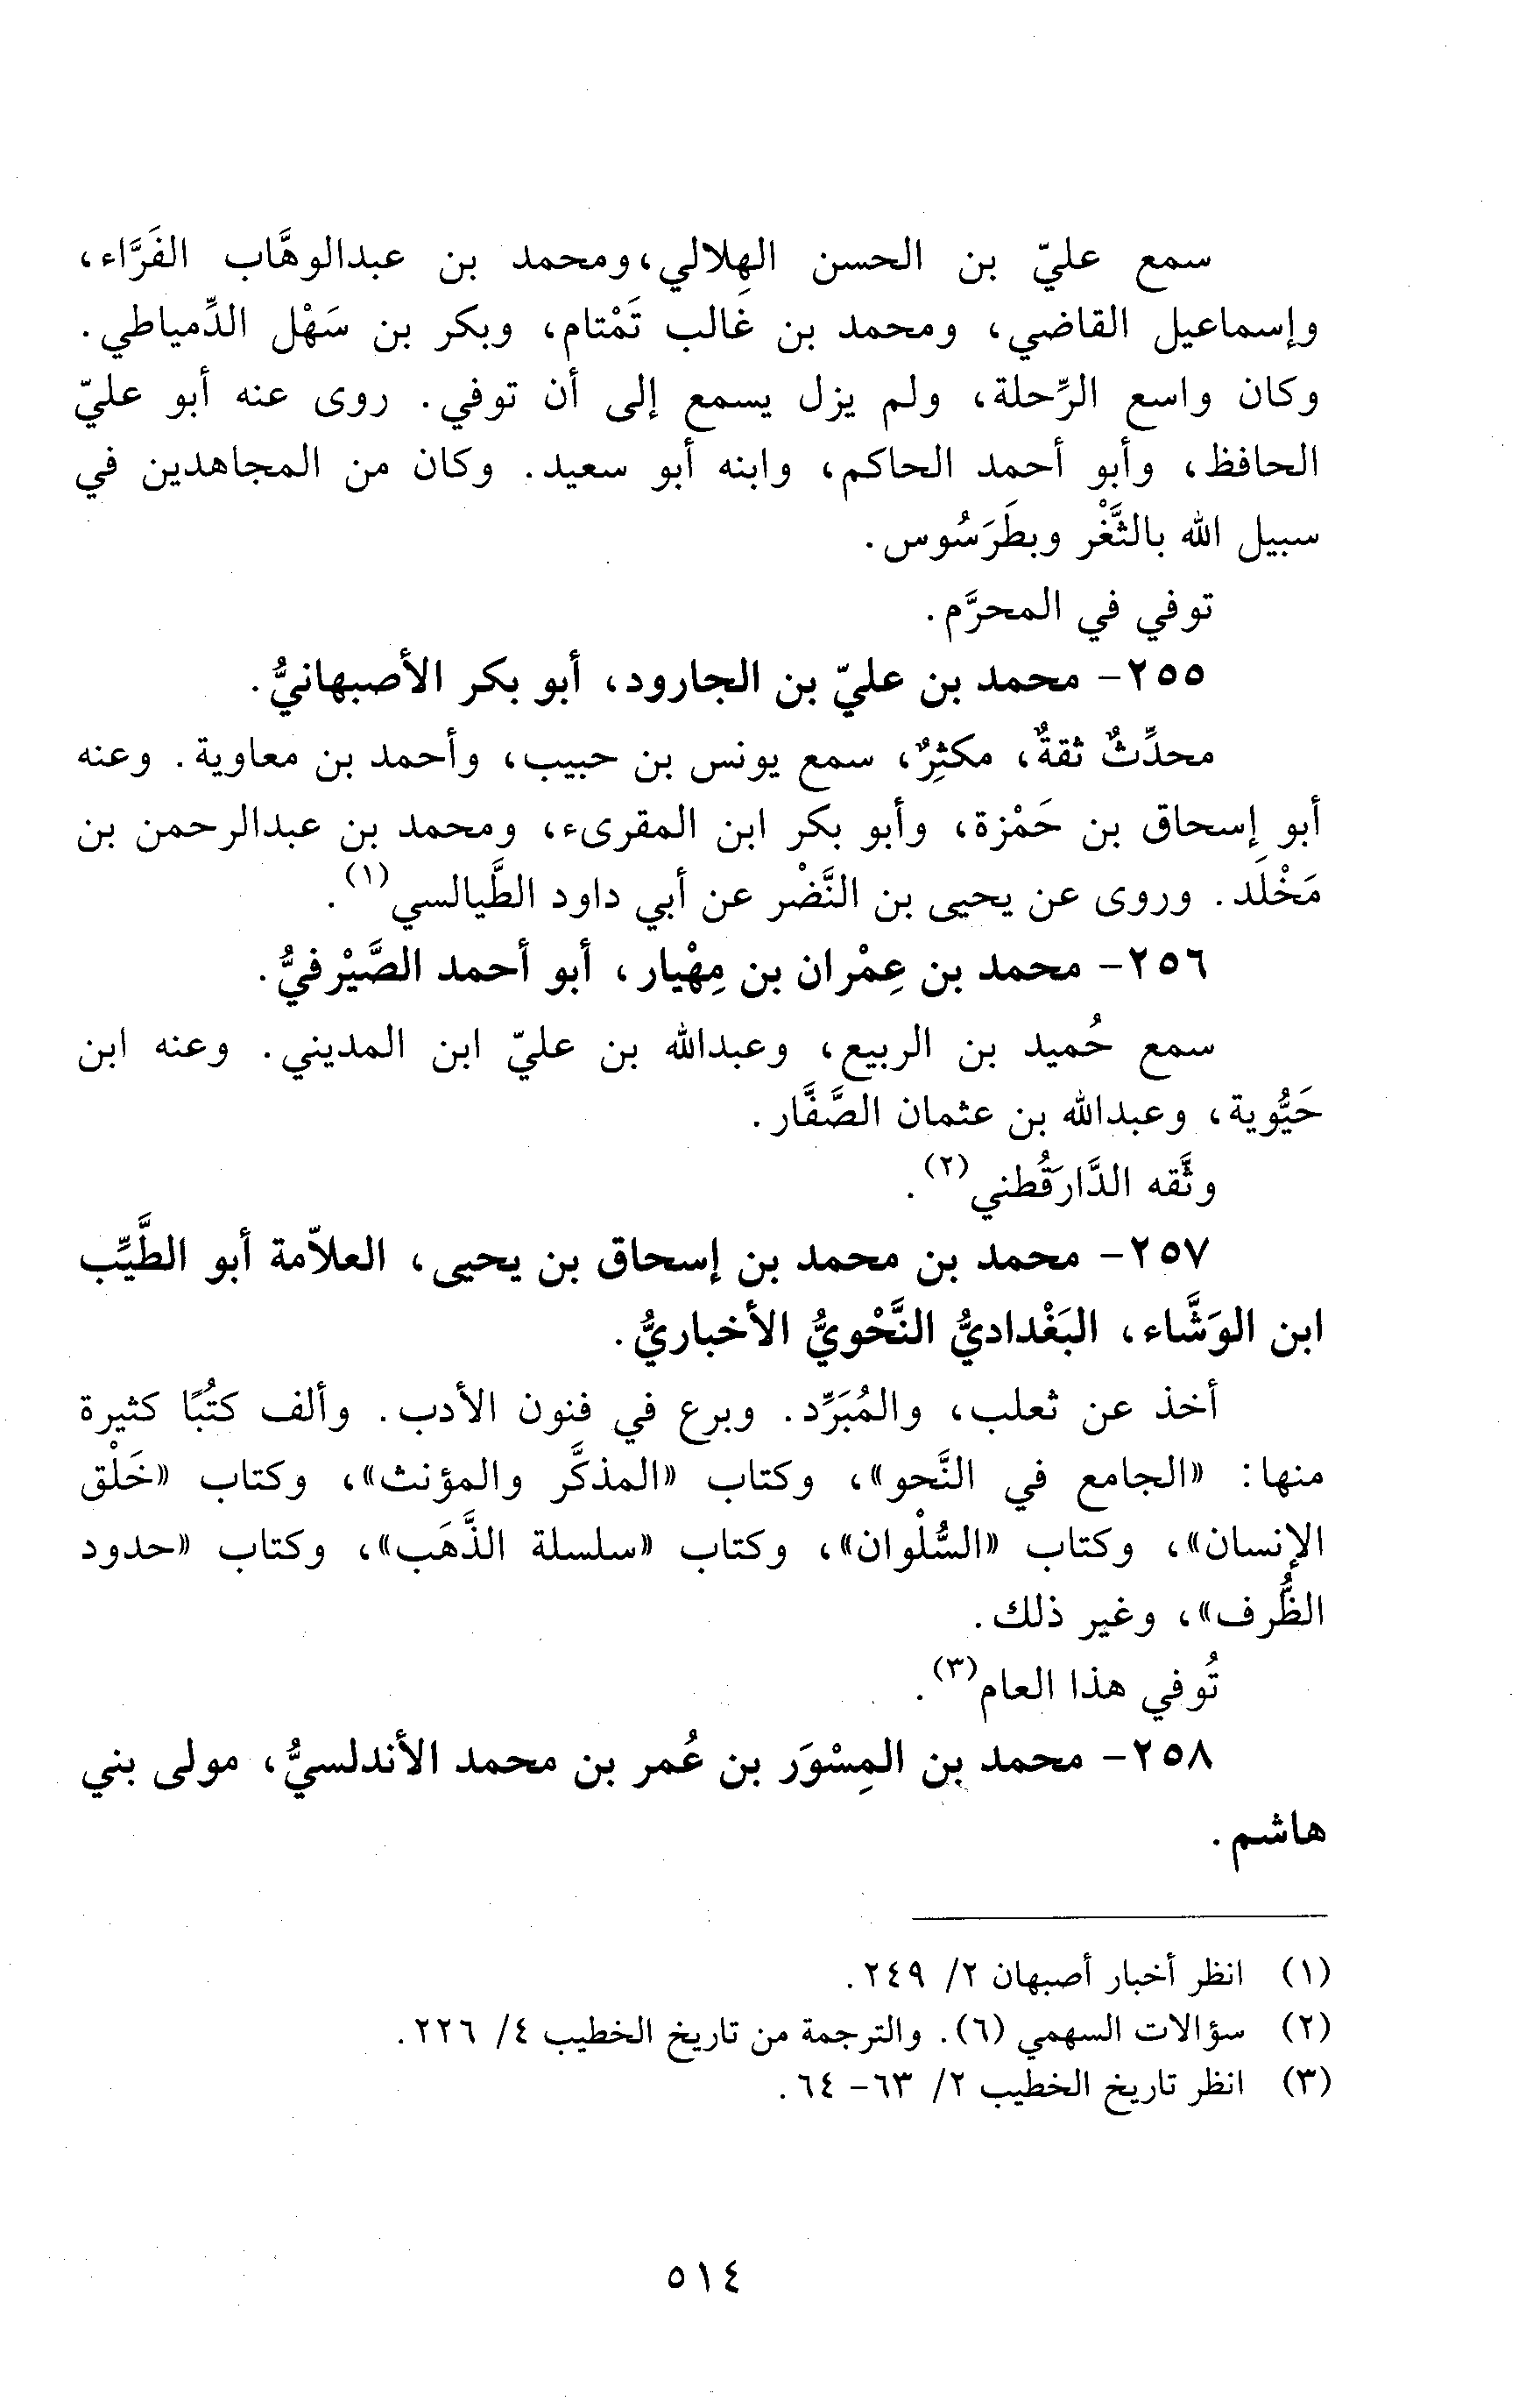 سمع عليّ بن الحسن الهِلالي، ومحمد بن عبدالوهَّاب الفَرَّاء،
وإسماعيل القاضي، ومحمد بن غالب تَمْتام، وبكر بن سَهْل الدِّمياطي.
وكان واسع الرِّحلة، ولم يزل يسمع إلى أن توفي. روى عنه أبو عليّ
الحافظ، وأبو أحمد الحاكم، وابنه أبو سعيد. وكان من المجاهدين في
سبيل الله بالثَّغْر وبطَرَسُوس.
توفي في المحرَّم.
٢٥٥- محمد بن عليّ بن الجارود، أبو بكر الأصبهانيُّ.
محدِّثٌ ثقةٌ، مكثِرٌ، سمع يونس بن حبيب، وأحمد بن معاوية. وعنه
أبو إسحاق بن حَمْزة، وأبو بكر ابن المقرىء، ومحمد بن عبدالرحمن بن
مَخْلَد. وروى عن يحيى بن النَّضْر عن أبي داود الطَّيالسي(١).
٢٥٦- محمد بن عِمْران بن مِهْيار، أبو أحمد الصَّيْرفيُّ.
سمع حُميد بن الربيع، وعبدالله بن عليّ ابن المديني. وعنه ابن
حَيُّوية، وعبدالله بن عثمان الصَّفَّار.
وثَّقه الدَّارَقُطني(٢).
٢٥٧- محمد بن محمد بن إسحاق بن يحيى، العلاّمة أبو الطَّيِّب
ابن الوَشَّاء، البَغْداديُّ النَّحْويُّ الأخباريُّ.
أخذ عن ثعلب، والمُبَرِّد. وبرع في فنون الأدب. وألف كتُبًا كثيرة
منها: «الجامع في النَّحو»، وكتاب «المذكَّر والمؤنث»، وكتاب «خَلْق
الإنسان»، وكتاب «السُّلْوان»، وكتاب «سلسلة الذَّهَب»، وكتاب «حدود
الظُّرف»، وغير ذلك.
تُوفي هذا العام(٣).
٢٥٨- محمد بن المِسْوَر بن عُمر بن محمد الأندلسيُّ، مولى بني
هاشم.
(١) انظر أخبار أصبهان ٢/ ٢٤٩.
(٢) سؤالات السهمي (٦). والترجمة من تاريخ الخطيب ٤/ ٢٢٦.
(٣) انظر تاريخ الخطيب ٢/ ٦٣- ٦٤.
٥١٤